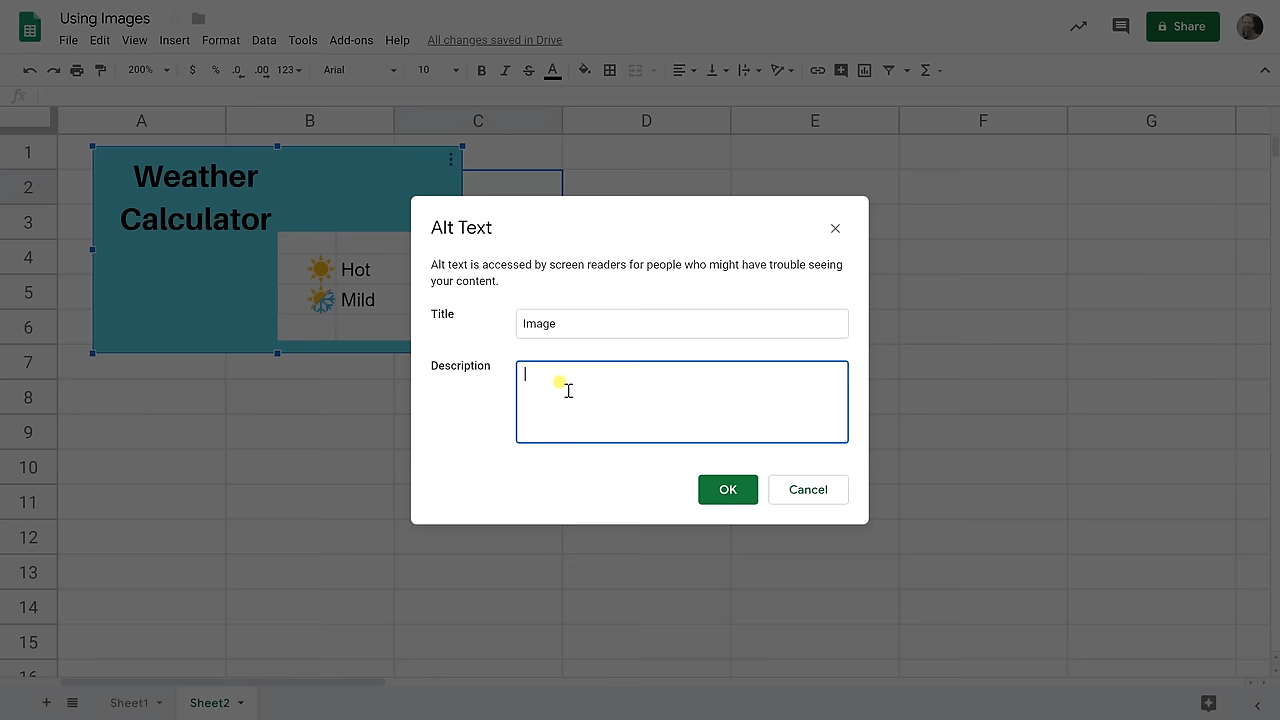 Using Images
File Edit View Insert Format Data Tools Add-ons Help All changes saved in Drive
Share
200% $ % .0 .00 123 Arial 10 B I S A Σ
fx
A B C D E F G
1
2
3
4
5
6
7
8
9
10
11
12
13
14
15
16
Weather
Calculator
Hot
Mild
Alt Text
Alt text is accessed by screen readers for people who might have trouble seeing
your content.
Title
Image
Description
OK Cancel
Sheet1 Sheet2